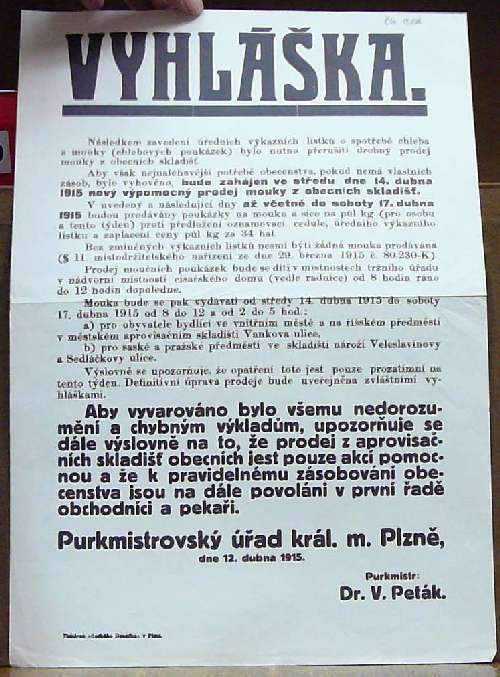 VYHLÁŠKA.
Následkem zavedení úředních výkazních lístků o spotřebě chleba
a mouky (chlebových poukázek) bylo nutno přerušiti drobný prodej
mouky z obecních skladišť.
Aby však nejnaléhavější potřebě obecenstva, pokud nemá vlastních
zásob, bylo vyhověno, bude zahájen ve středu dne 14. dubna
1915 nový výpomocný prodej mouky z obecních skladišť.
V uvedený a následující dny až včetně do soboty 17. dubna
1915 budou prodávány poukázky na mouku a sice na půl kg (pro osobu
a tento týden) proti předložení oznamovací cedule, úředního výkazního
lístku a zaplacení ceny půl kg za 34 hal.
Bez zmíněných výkazních lístků nesmí býti žádná mouka prodávána
(§ 11. místodržitelského nařízení ze dne 29. března 1915 č. 80.230-K)
Prodej moučních poukázek bude se díti v místnostech tržního úřadu
v nádvorní místnosti císařského domu (vedle radnice) od 8 hodin ráno
do 12 hodin dopoledne.
Mouka bude se pak vydávati od středy 14. dubna 1915 do soboty
17. dubna 1915 od 8 do 12 a od 2 do 5 hod.:
a) pro obyvatele bydlící ve vnitřním městě a na říšském předměstí
v městském aprovisačním skladišti Vaňkova ulice,
b) pro saské a pražské předměstí ve skladišti nároží Veleslavínovy
a Sedláčkovy ulice.
Výslovně se upozorňuje, že opatření toto jest pouze prozatímní na
tento týden. Definitivní úprava prodeje bude uveřejněna zvláštními vy-
hláškami.
Aby vyvarováno bylo všemu nedorozu-
mění a chybným výkladům, upozorňuje se
dále výslovně na to, že prodej z aprovisač-
ních skladišť obecních jest pouze akcí pomoc-
nou a že k pravidelnému zásobování obe-
censtva jsou na dále povoláni v první řadě
obchodníci a pekaři.
Purkmistrovský úřad král. m. Plzně,
dne 12. dubna 1915.
Purkmistr:
Dr. V. Peták.
v Plzni.